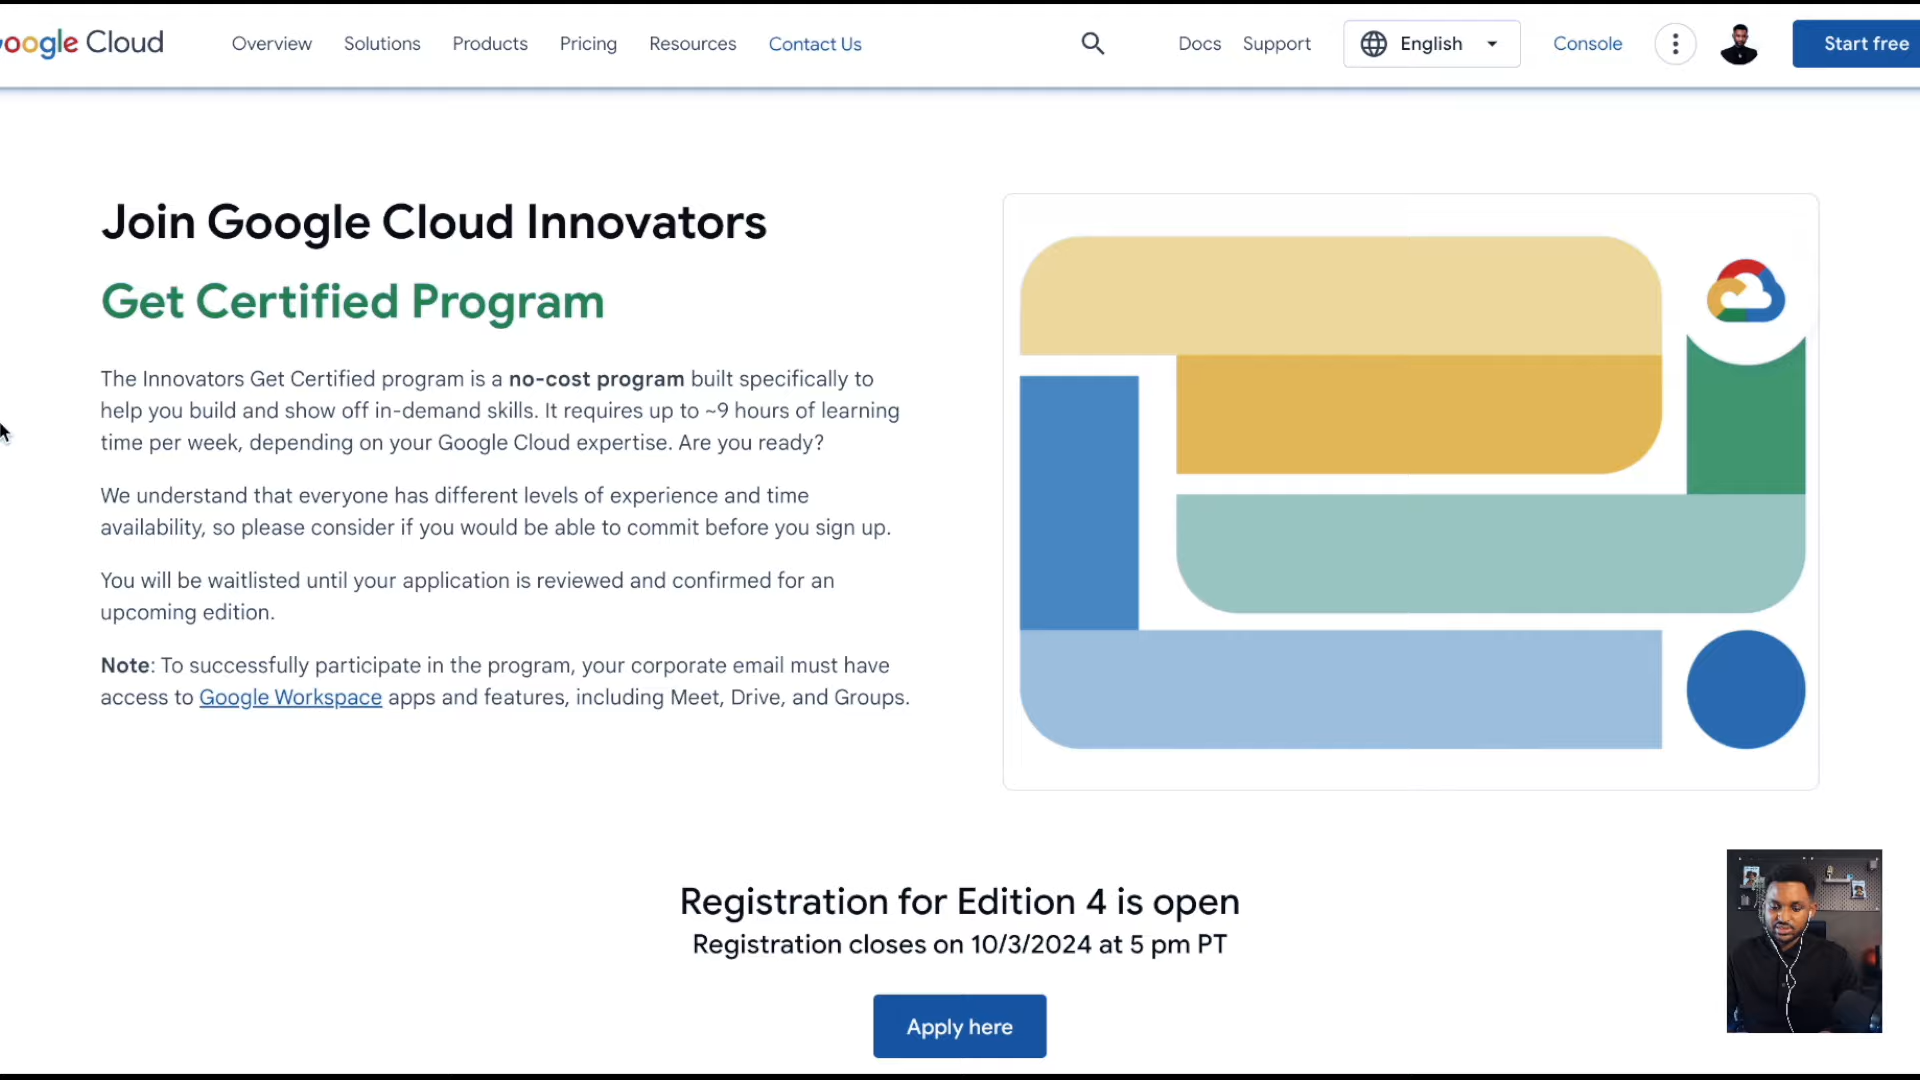 oogle Cloud
Overview
Solutions
Products
Pricing
Resources
Contact Us
Docs
Support
English
Console
Start free
Join Google Cloud Innovators
Get Certified Program
The Innovators Get Certified program is a no-cost program built specifically to
help you build and show off in-demand skills. It requires up to ~9 hours of learning
time per week, depending on your Google Cloud expertise. Are you ready?
We understand that everyone has different levels of experience and time
availability, so please consider if you would be able to commit before you sign up.
You will be waitlisted until your application is reviewed and confirmed for an
upcoming edition.
Note: To successfully participate in the program, your corporate email must have
access to Google Workspace apps and features, including Meet, Drive, and Groups.
Registration for Edition 4 is open
Registration closes on 10/3/2024 at 5 pm PT
Apply here